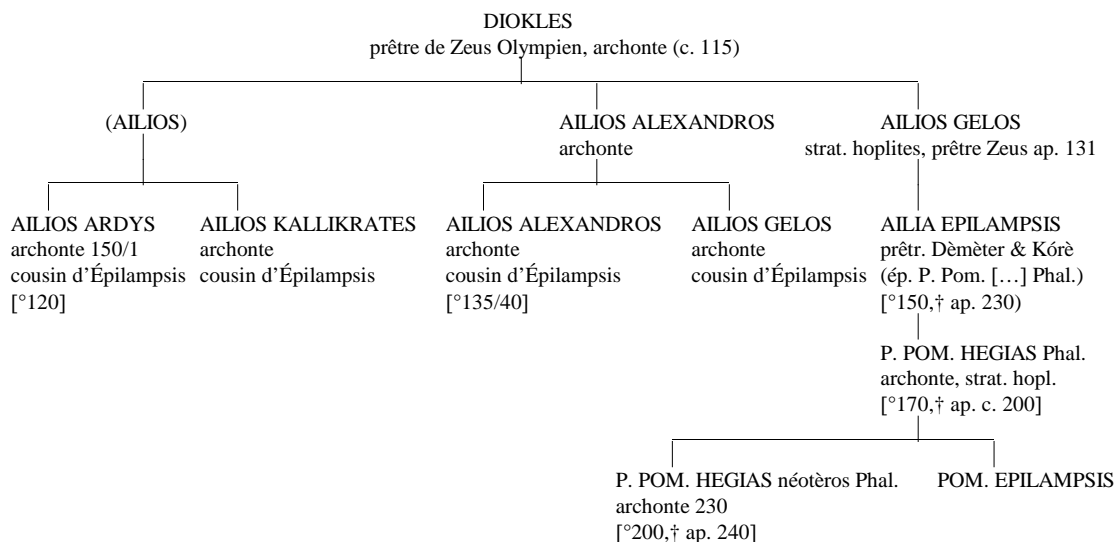 DIOKLES
prêtre de Zeus Olympien, archonte (c. 115)
(AILIOS)
AILIOS ALEXANDROS
archonte
AILIOS GELOS
strat. hoplites, prêtre Zeus ap. 131
AILIOS ARDYS
archonte 150/1
cousin d’Épilampsis
[°120]
AILIOS KALLIKRATES
archonte
cousin d’Épilampsis
AILIOS ALEXANDROS
archonte
cousin d’Épilampsis
[°135/40]
AILIOS GELOS
archonte
cousin d’Épilampsis
AILIA EPILAMPSIS
prêtr. Dèmèter & Kórè
(ép. P. Pom. […] Phal.)
[°150,† ap. 230)
P. POM. HEGIAS Phal.
archonte, strat. hopl.
[°170,† ap. c. 200]
P. POM. HEGIAS néotèros Phal.
archonte 230
[°200,† ap. 240]
POM. EPILAMPSIS